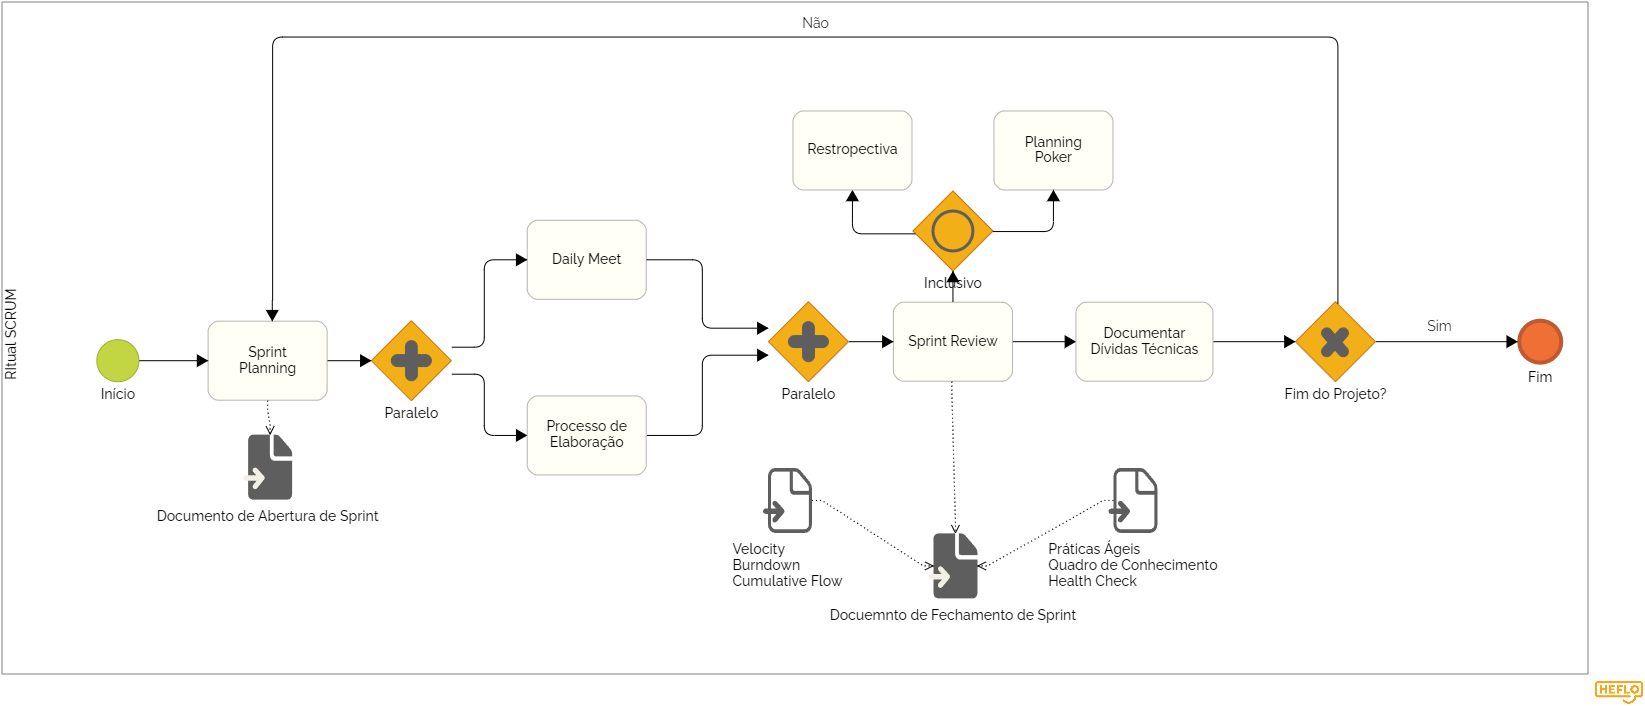 Não
RItual SCRUM
Início
Sprint
Planning
Documento de Abertura de Sprint
Paralelo
Daily Meet
Processo de
Elaboração
Paralelo
Restropectiva
Planning
Poker
Inclusivo
Sprint Review
Documentar
Dívidas Técnicas
Fim do Projeto?
Sim
Fim
Velocity
Burndown
Cumulative Flow
Práticas Ágeis
Quadro de Conhecimento
Health Check
Docuemnto de Fechamento de Sprint
HEFLO